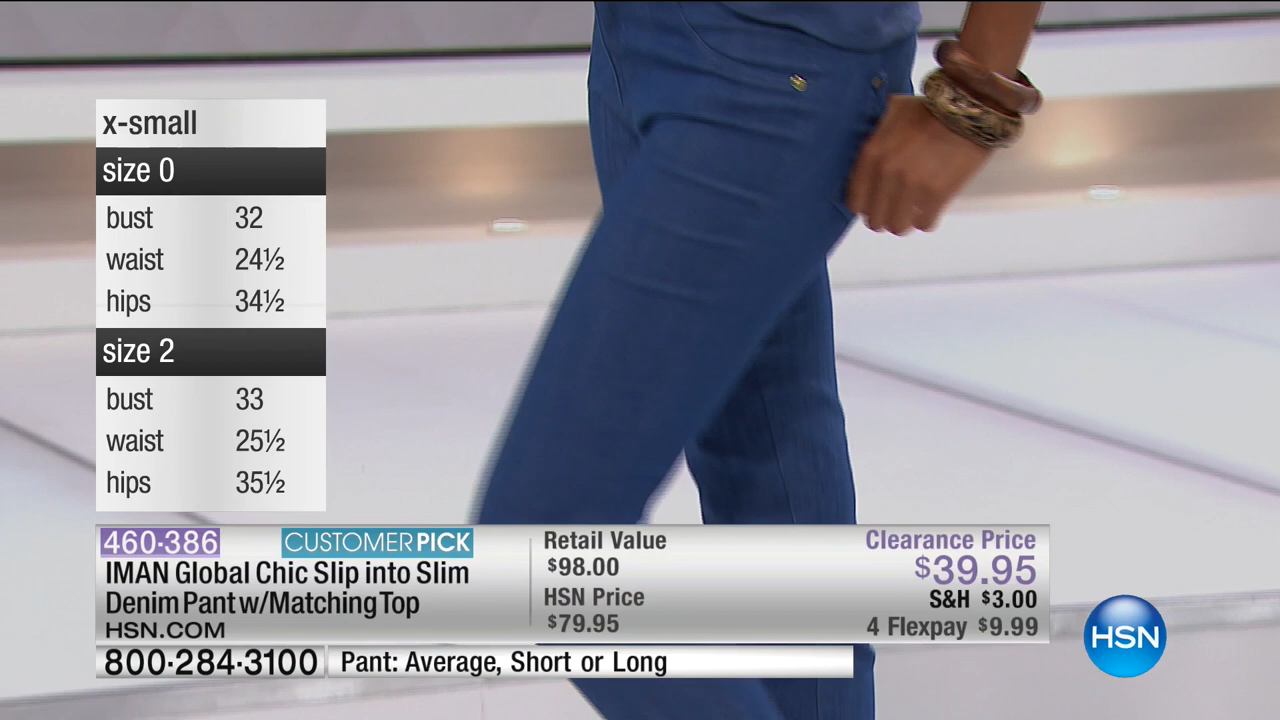 x-small
size 0
bust 32
waist 24½
hips 34½
size 2
bust 33
waist 25½
hips 35½
460-386 CUSTOMER PICK
IMAN Global Chic Slip into Slim
Denim Pant w/Matching Top
HSN.COM
Retail Value
$98.00
HSN Price
$79.95
Clearance Price
$39.95
S&H $3.00
4 Flexpay $9.99
800·284·3100 Pant: Average, Short or Long
HSN